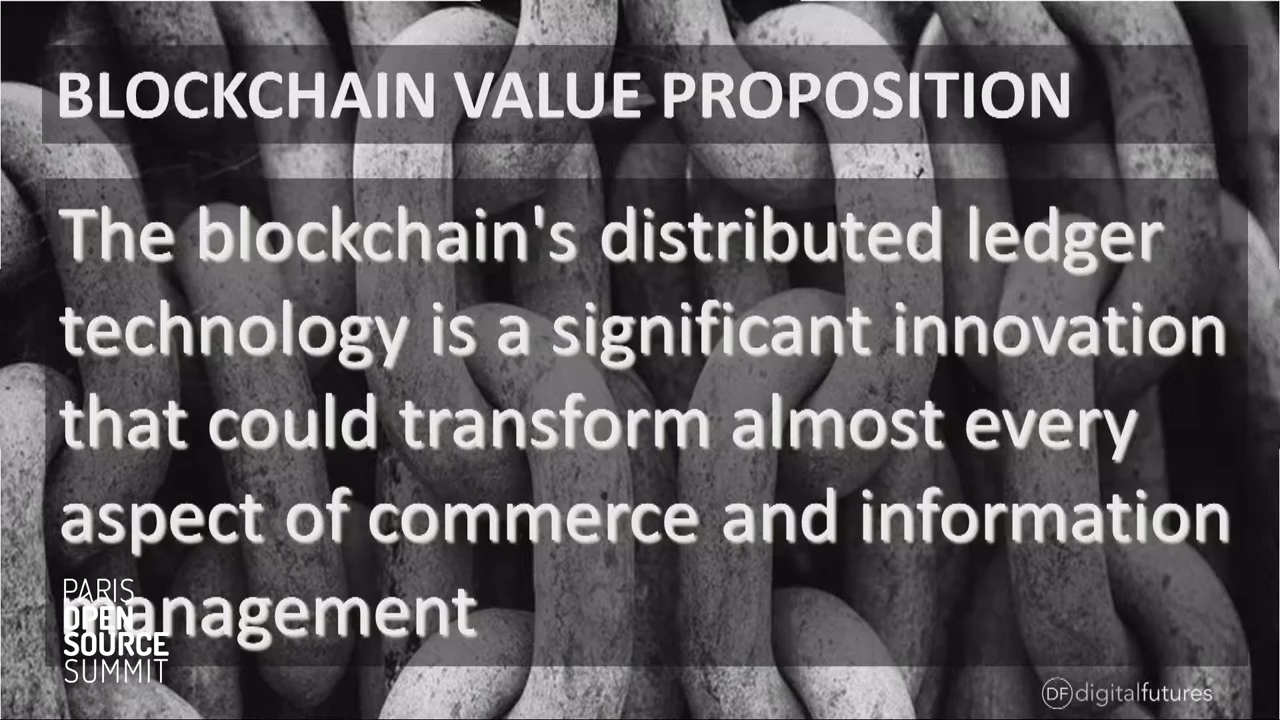 BLOCKCHAIN VALUE PROPOSITION
The blockchain's distributed ledger
technology is a significant innovation
that could transform almost every
aspect of commerce and information
management
PARIS
OPEN
SOURCE
SUMMIT
DF digitalfutures